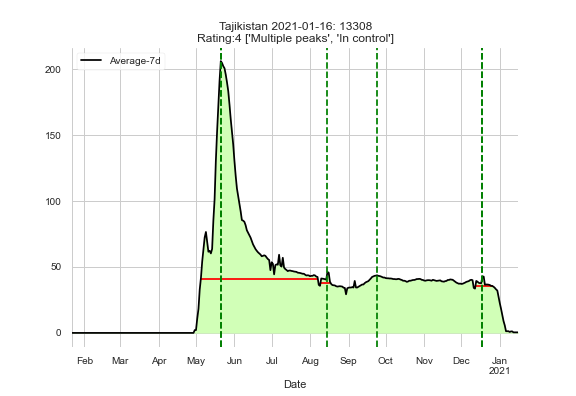 Tajikistan 2021-01-16: 13308
Rating:4 ['Multiple peaks', 'In control']
Average-7d
200
150
100
50
0
Feb Mar Apr May Jun Jul Aug Sep Oct Nov Dec Jan
2021
Date